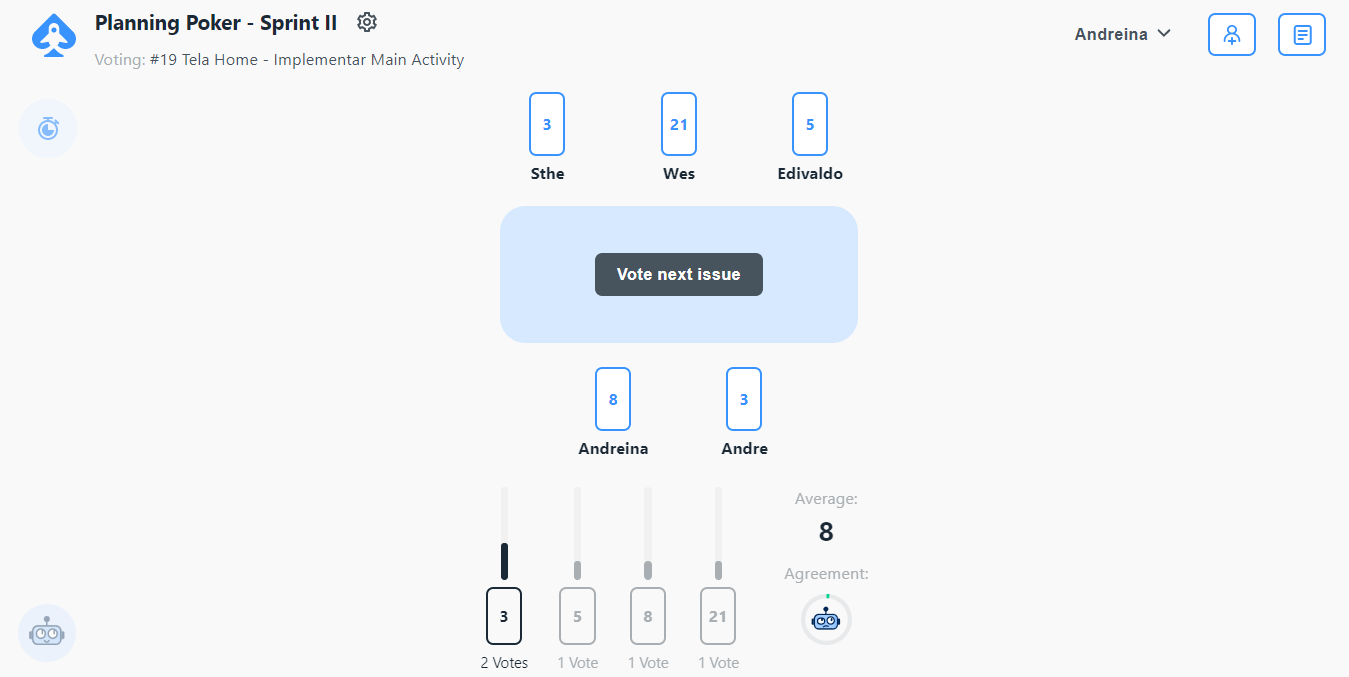 Planning Poker - Sprint II
Voting: #19 Tela Home - Implementar Main Activity
Andreina
3
21
5
Sthe
Wes
Edivaldo
Vote next issue
8
3
Andreina
Andre
Average:
8
Agreement:
3
5
8
21
2 Votes
1 Vote
1 Vote
1 Vote